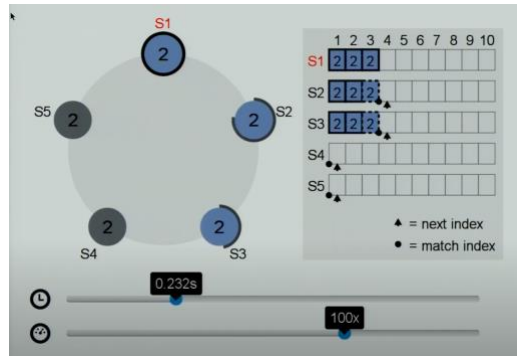 S1
2
S5 2
2 S2
2
S4
2
S3
1 2 3 4 5 6 7 8 9 10
S1 2 2 2
S2 2 2 2
S3 2 2 2
S4
S5
= next index
= match index
0.232s
100x